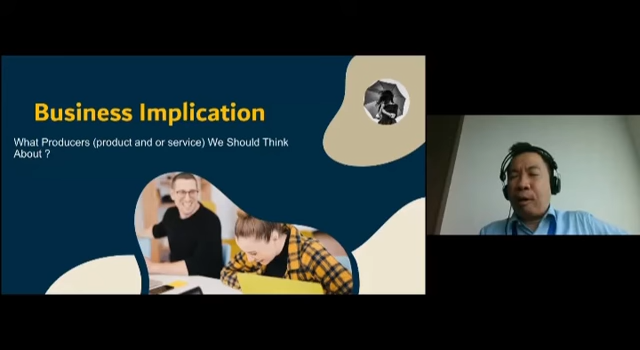 Business Implication
What Producers (product and or service) We Should Think
About ?